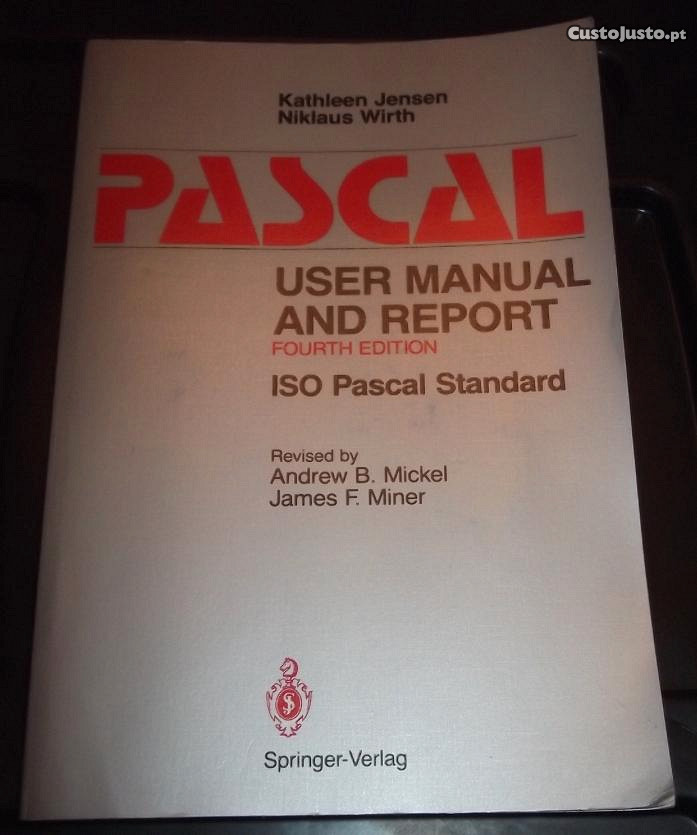 CustoJusto.pt
Kathleen Jensen
Niklaus Wirth
PASCAL
USER MANUAL
AND REPORT
FOURTH EDITION
ISO Pascal Standard
Revised by
Andrew B. Mickel
James F. Miner
Springer-Verlag